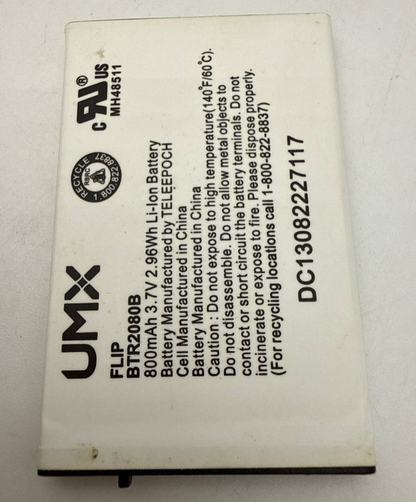 UMX
RECYCLE
RBRC
1.800.822.8837
C UL US
MH48511
FLIP
BTR2080B
800mAh 3.7V 2.96Wh Li-Ion Battery
Battery Manufactured by TELEEPOCH
Cell Manufactured in China
Battery Manufactured in China
Caution : Do not expose to high temperature(140°F/60°C).
Do not disassemble. Do not allow metal objects to
contact or short circuit the battery terminals. Do not
incinerate or expose to fire. Please dispose properly.
(For recycling locations call 1-800-822-8837)
DC13082227117